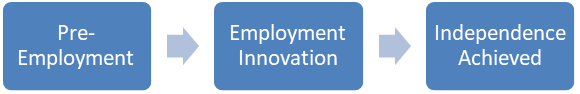 Pre-
Employment
Employment
Innovation
Independence
Achieved